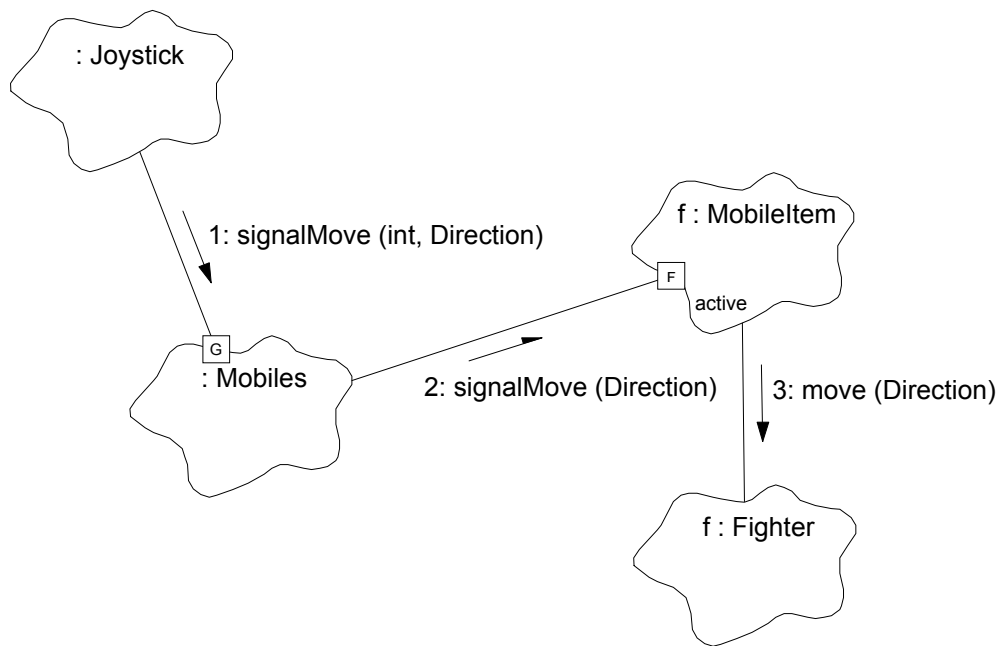 : Joystick
f : MobileItem
1: signalMove (int, Direction)
F
active
G
: Mobiles
2: signalMove (Direction)
3: move (Direction)
f : Fighter